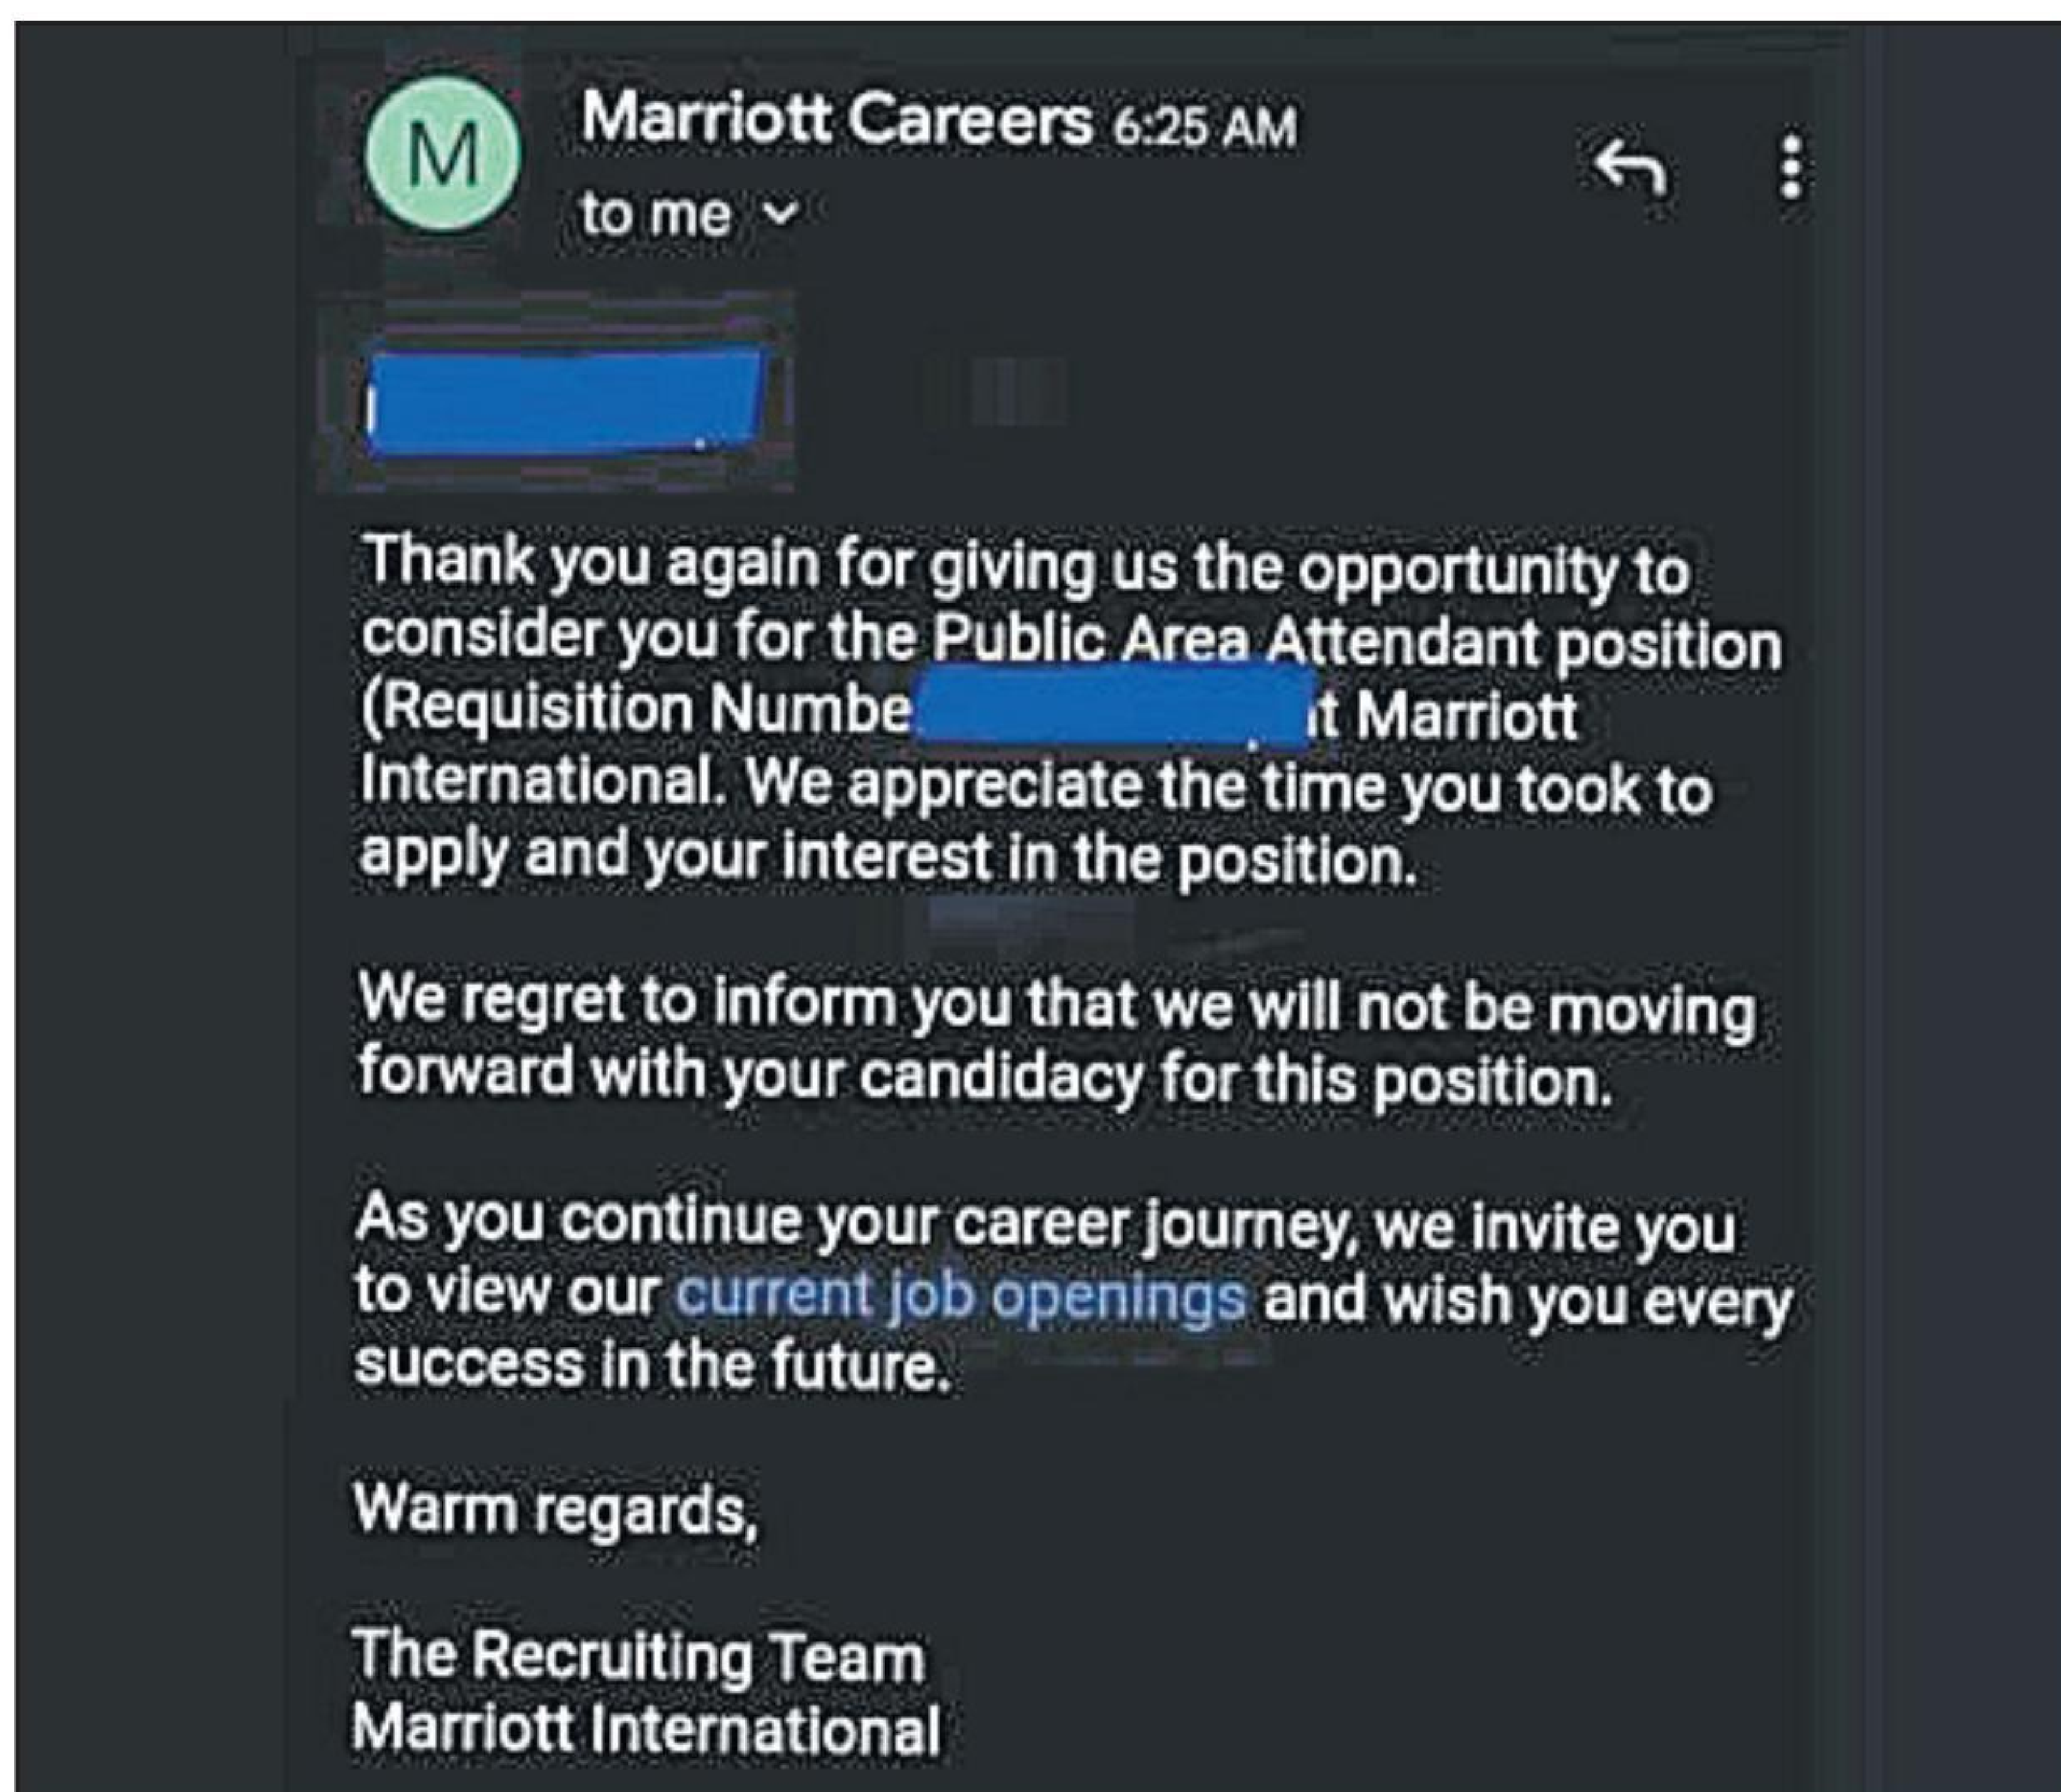 M
Marriott Careers 6:25 AM
to me
Thank you again for giving us the opportunity to
consider you for the Public Area Attendant position
(Requisition Numbe
t Marriott
International. We appreciate the time you took to
apply and your interest in the position.
We regret to inform you that we will not be moving
forward with your candidacy for this position.
As you continue your career journey, we invite you
to view our current job openings and wish you every
success in the future.
Warm regards,
The Recruiting Team
Marriott International